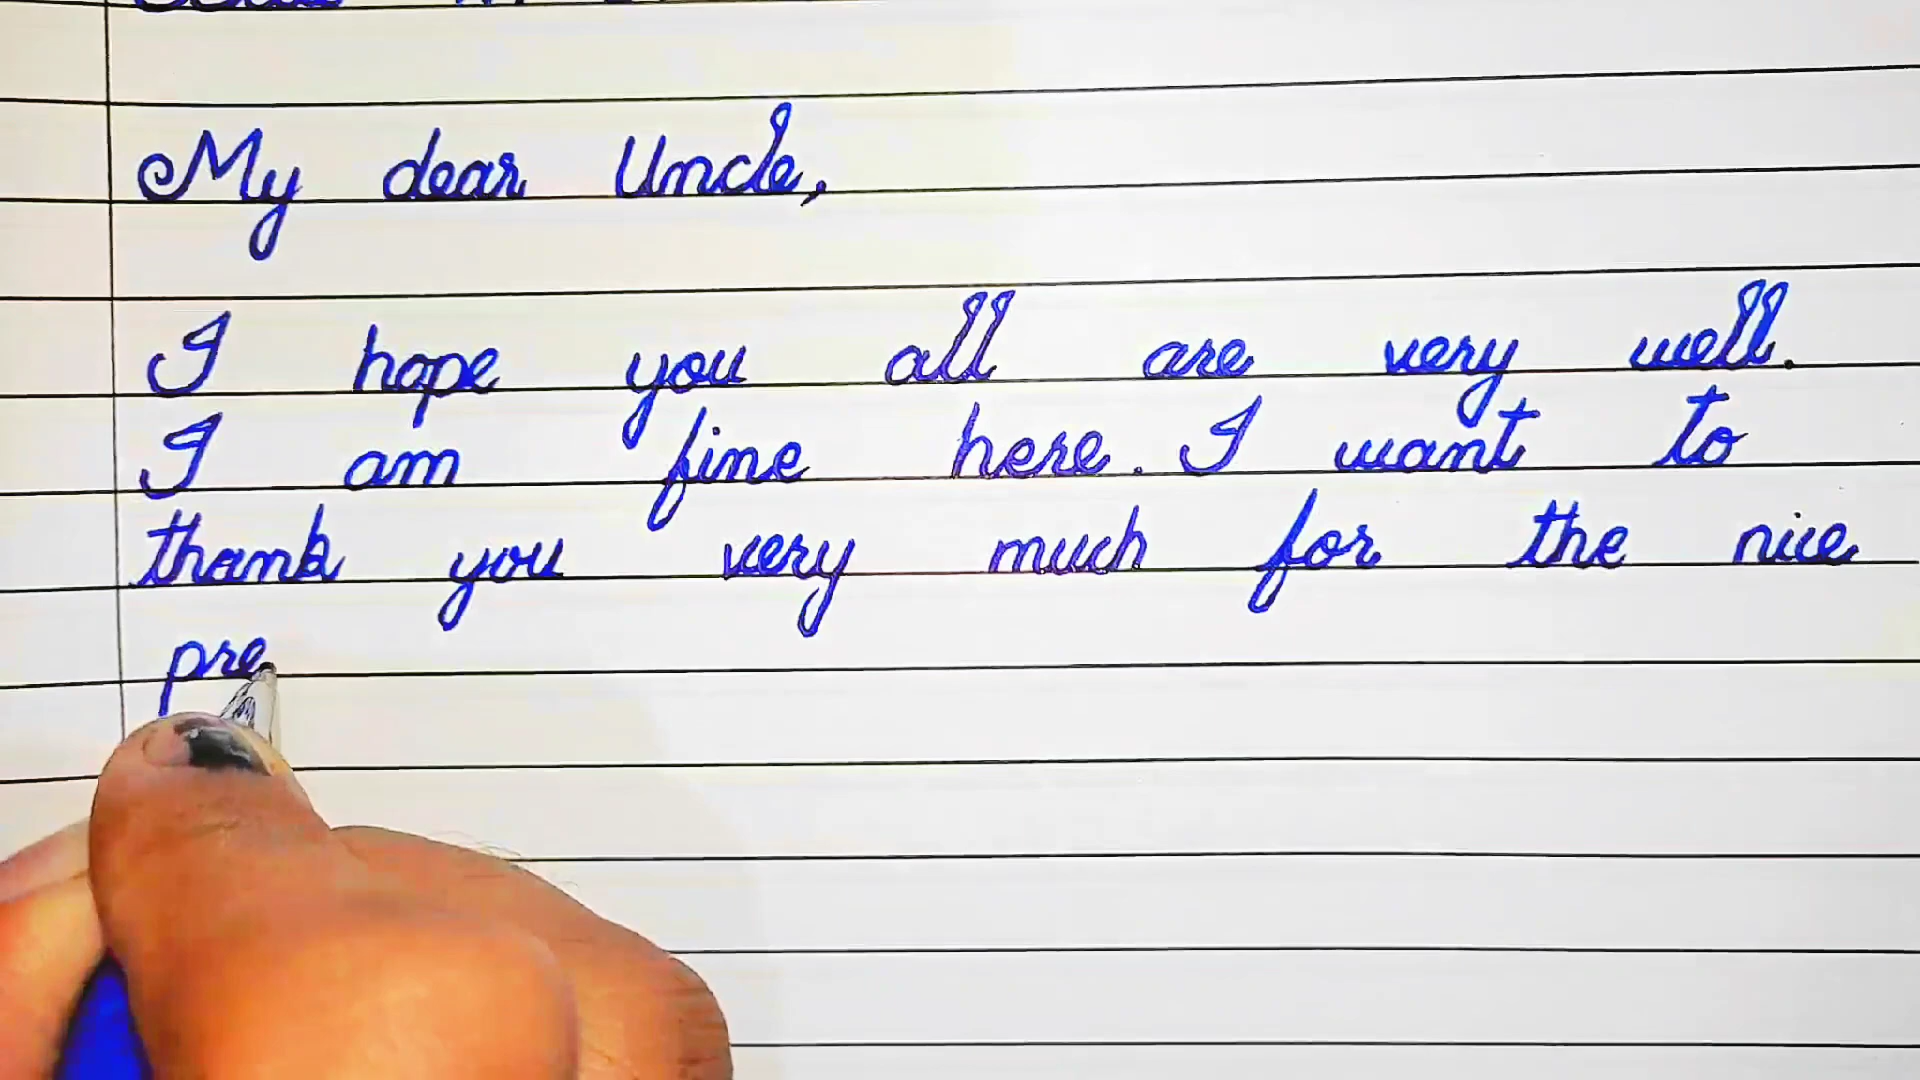 My dear Uncle,
I hope you all are very well.
I am fine here. I want to
thank you very much for the nice
pre